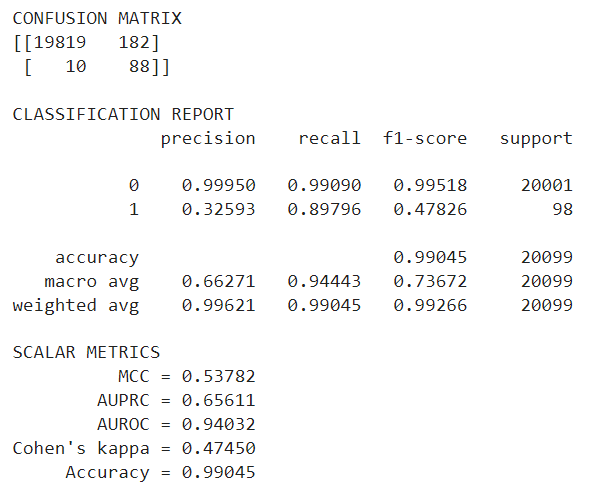 CONFUSION MATRIX
[[19819   182]
 [   10    88]]
CLASSIFICATION REPORT
              precision    recall  f1-score   support
           0    0.99950   0.99090   0.99518     20001
           1    0.32593   0.89796   0.47826        98
    accuracy                        0.99045     20099
   macro avg    0.66271   0.94443   0.73672     20099
weighted avg    0.99621   0.99045   0.99266     20099
SCALAR METRICS
          MCC = 0.53782
        AUPRC = 0.65611
        AUROC = 0.94032
Cohen's kappa = 0.47450
     Accuracy = 0.99045